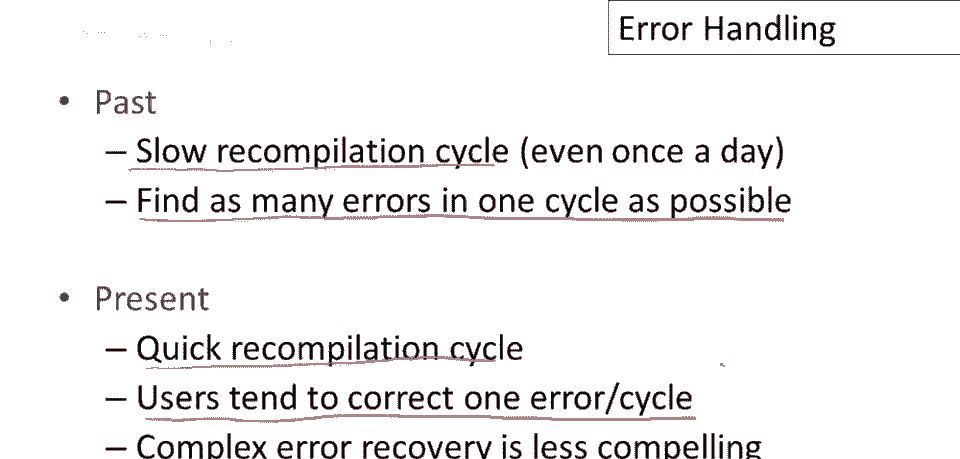 Error Handling
• Past
– Slow recompilation cycle (even once a day)
– Find as many errors in one cycle as possible
• Present
– Quick recompilation cycle
– Users tend to correct one error/cycle
– Complex error recovery is less compelling